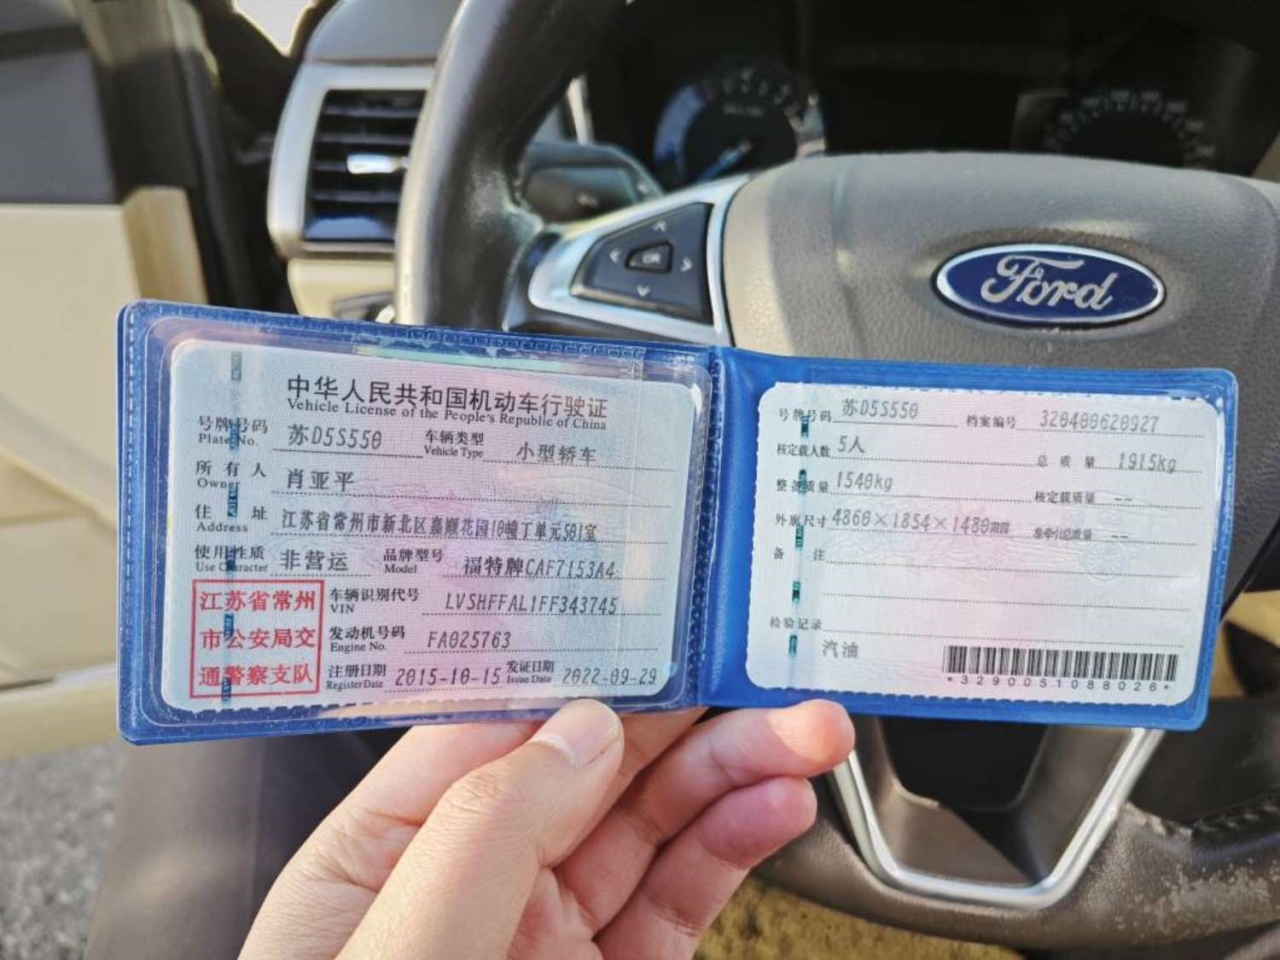 OK
Ford
中华人民共和国机动车行驶证
Vehicle License of the People's Republic of China
号牌号码 苏D5S550 车辆类型 小型轿车
Plate No. Vehicle Type
所有人 肖亚平
Owner
住址 江苏省常州市新北区嘉顺花园10幢丁单元501室
Address
使用性质 非营运 品牌型号 福特牌CAF7153A4
Use Character Model
江苏省常州
市公安局交
通警察支队
车辆识别代号 LVSHFFAL1FF343745
VIN
发动机号码 FA025763
Engine No.
注册日期 2015-10-15 发证日期 2022-09-29
Register Date Issue Date
号牌号码 苏D5S550 档案编号 320400620927
核定载人数 5人 总质量 1915kg
整备质量 1540kg 核定载质量 --
外廓尺寸 4860×1854×1480mm 准牵引总质量 --
备注
检验记录
汽油
*3290051088026*